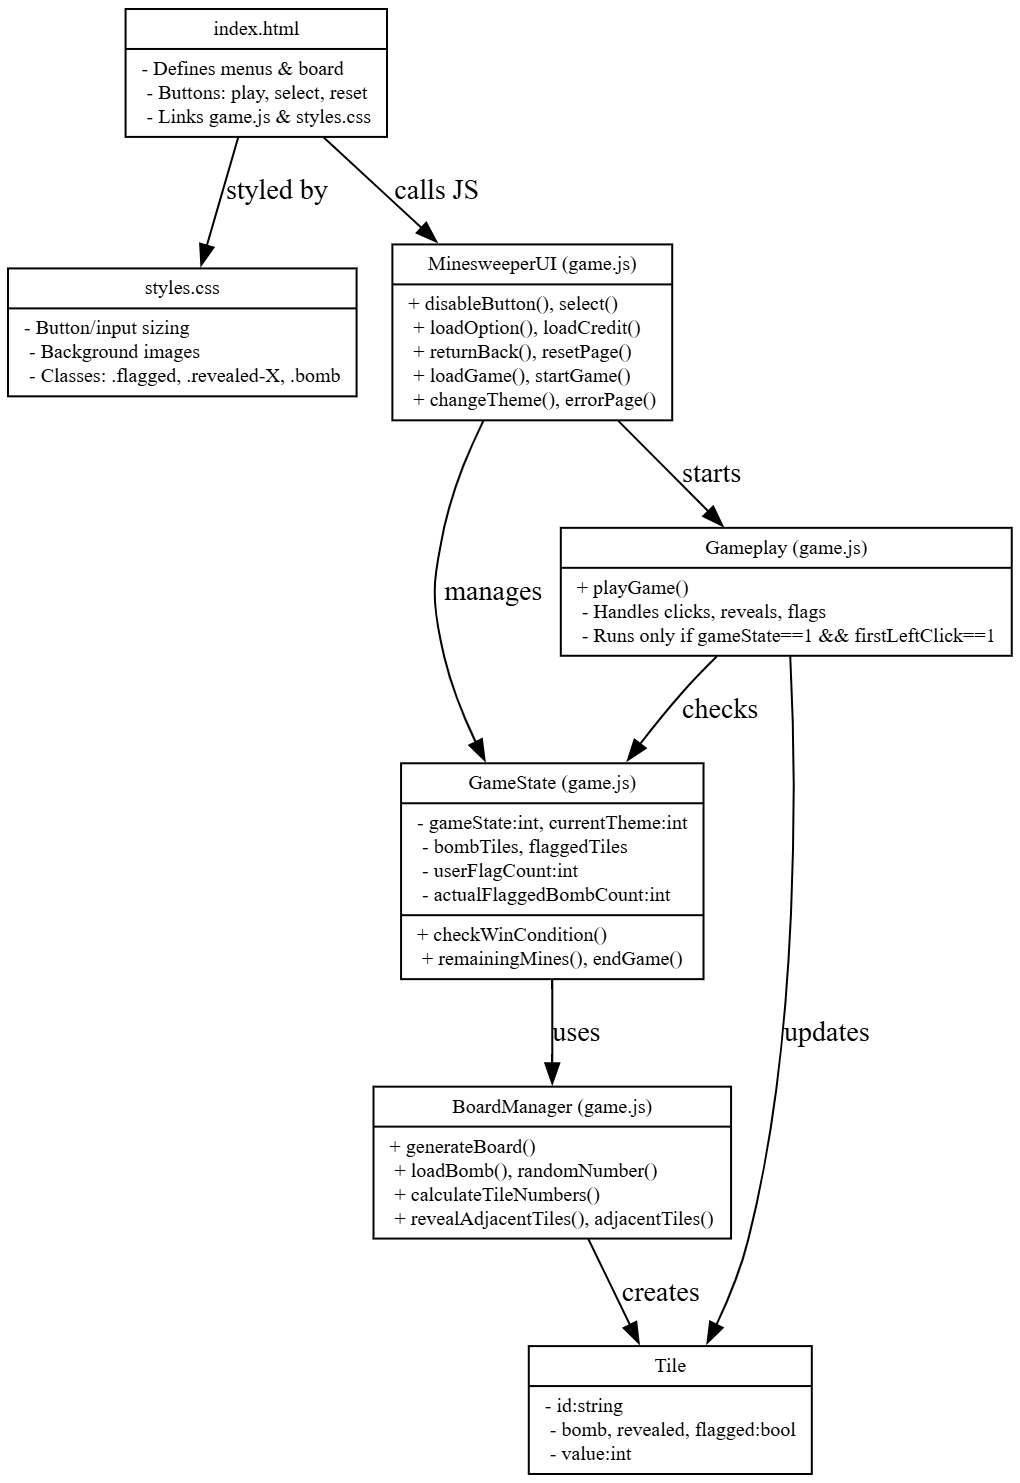 index.html
- Defines menus & board
- Buttons: play, select, reset
- Links game.js & styles.css
styled by
calls JS
styles.css
- Button/input sizing
- Background images
- Classes: .flagged, .revealed-X, .bomb
MinesweeperUI (game.js)
+ disableButton(), select()
+ loadOption(), loadCredit()
+ returnBack(), resetPage()
+ loadGame(), startGame()
+ changeTheme(), errorPage()
starts
manages
Gameplay (game.js)
+ playGame()
- Handles clicks, reveals, flags
- Runs only if gameState==1 && firstLeftClick==1
checks
GameState (game.js)
- gameState:int, currentTheme:int
- bombTiles, flaggedTiles
- userFlagCount:int
- actualFlaggedBombCount:int
+ checkWinCondition()
+ remainingMines(), endGame()
uses
updates
BoardManager (game.js)
+ generateBoard()
+ loadBomb(), randomNumber()
+ calculateTileNumbers()
+ revealAdjacentTiles(), adjacentTiles()
creates
Tile
- id:string
- bomb, revealed, flagged:bool
- value:int